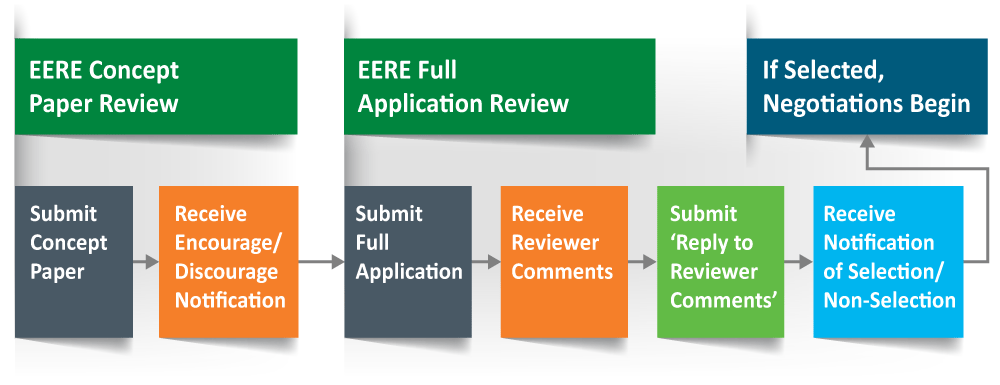 EERE Concept
Paper Review
EERE Full
Application Review
If Selected,
Negotiations Begin
Submit
Concept
Paper
Receive
Encourage/
Discourage
Notification
Submit
Full
Application
Receive
Reviewer
Comments
Submit
‘Reply to
Reviewer
Comments’
Receive
Notification
of Selection/
Non-Selection